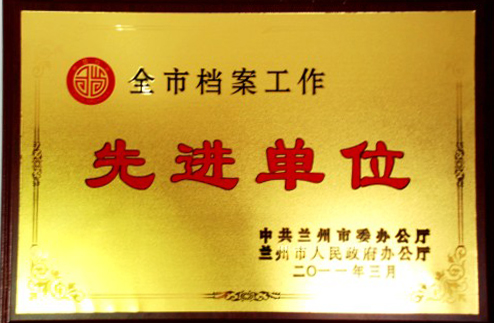 全市档案工作
先进单位
中共兰州市委办公厅
兰州市人民政府办公厅
二〇一一年三月